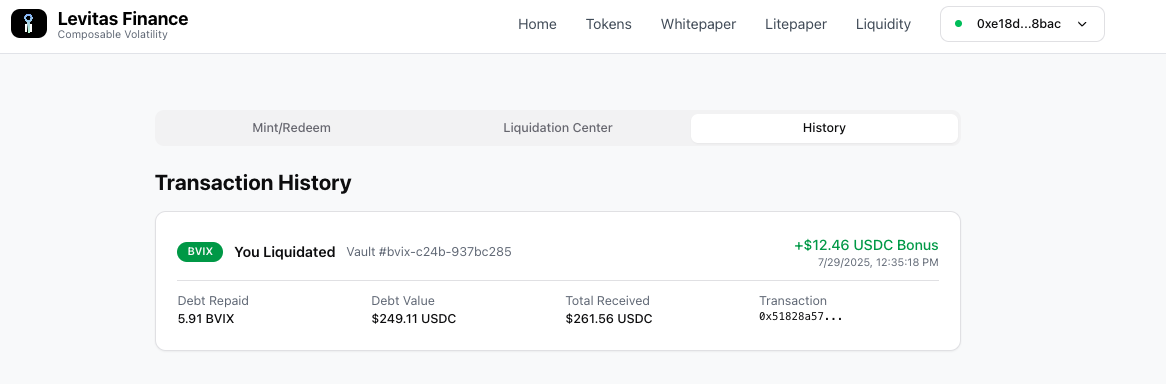 Levitas Finance
Composable Volatility
Home Tokens Whitepaper Litepaper Liquidity 0xe18d...8bac
Mint/Redeem Liquidation Center History
Transaction History
BVIX You Liquidated Vault #bvix-c24b-937bc285 +$12.46 USDC Bonus
7/29/2025, 12:35:18 PM
Debt Repaid Debt Value Total Received Transaction
5.91 BVIX $249.11 USDC $261.56 USDC 0x51828a57...